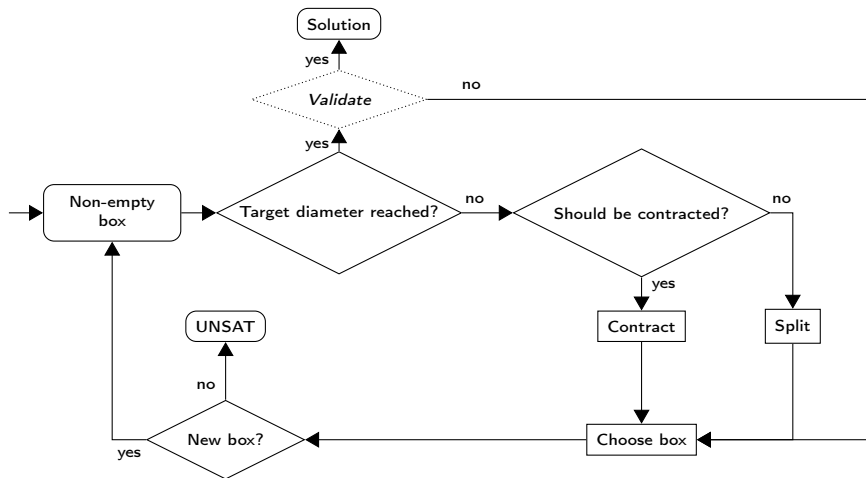 Solution
yes
no
Validate
yes
Non-empty
box
Target diameter reached?
no
Should be contracted?
no
yes
UNSAT
Contract
Split
no
New box?
yes
Choose box